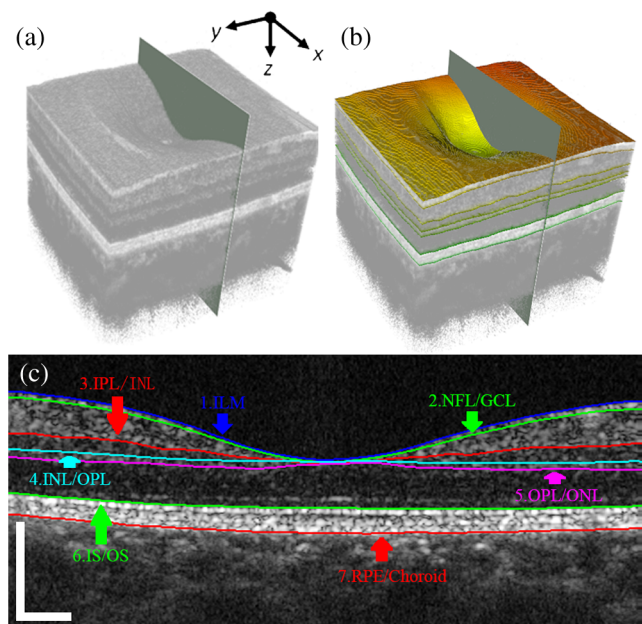 (a)
y
z
x
(b)
(c)
3.IPL/INL
1.ILM
2.NFL/GCL
4.INL/OPL
5.OPL/ONL
6.IS/OS
7.RPE/Choroid